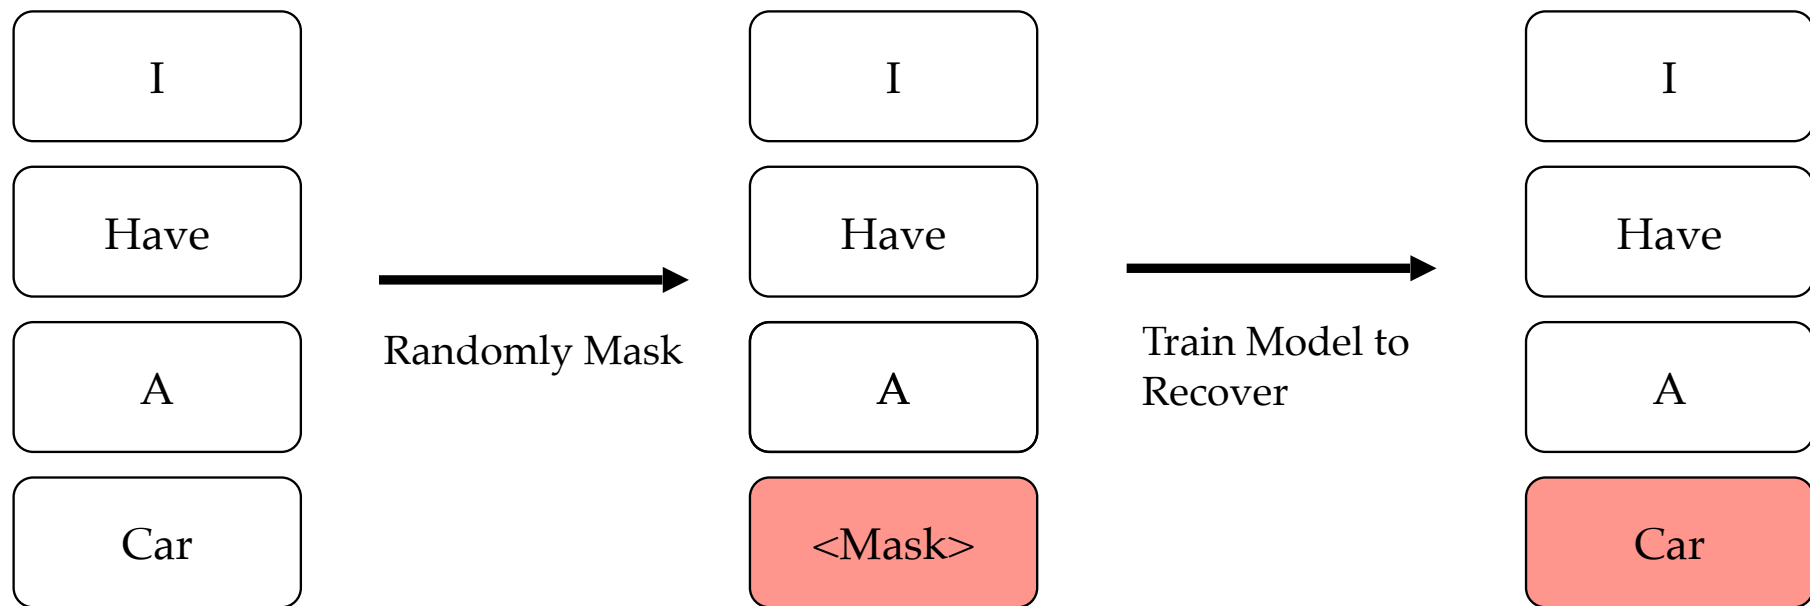 I
Have
A
Car
Randomly Mask
I
Have
A
<Mask>
Train Model to
Recover
I
Have
A
Car